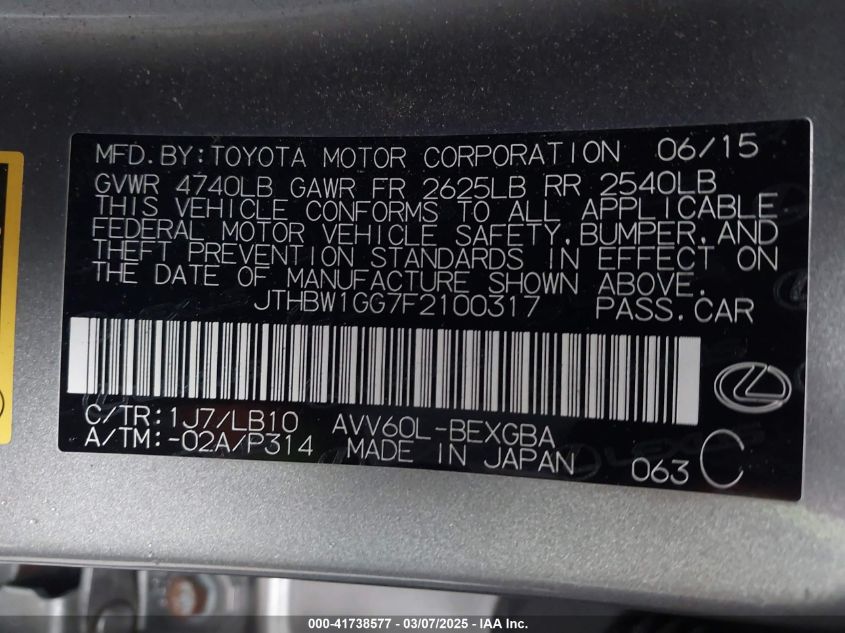 MFD.BY:TOYOTA MOTOR CORPORATION 06/15
GVWR 4740LB GAWR FR 2625LB RR 2540LB
THIS VEHICLE CONFORMS TO ALL APPLICABLE
FEDERAL MOTOR VEHICLE SAFETY,BUMPER,AND
THEFT PREVENTION STANDARDS IN EFFECT ON
THE DATE OF MANUFACTURE SHOWN ABOVE.
JTHBW1GG7F2100317 PASS.CAR
C/TR:1J7/LB10 AVV60L-BEXGBA
A/TM:-02A/P314 MADE IN JAPAN 063 C
000-41738577 / 03/07/2025 - IAA Inc.